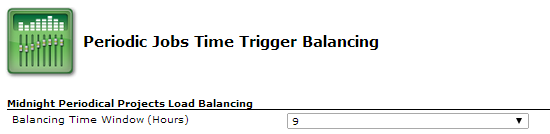 Periodic Jobs Time Trigger Balancing
Midnight Periodical Projects Load Balancing
Balancing Time Window (Hours) 9